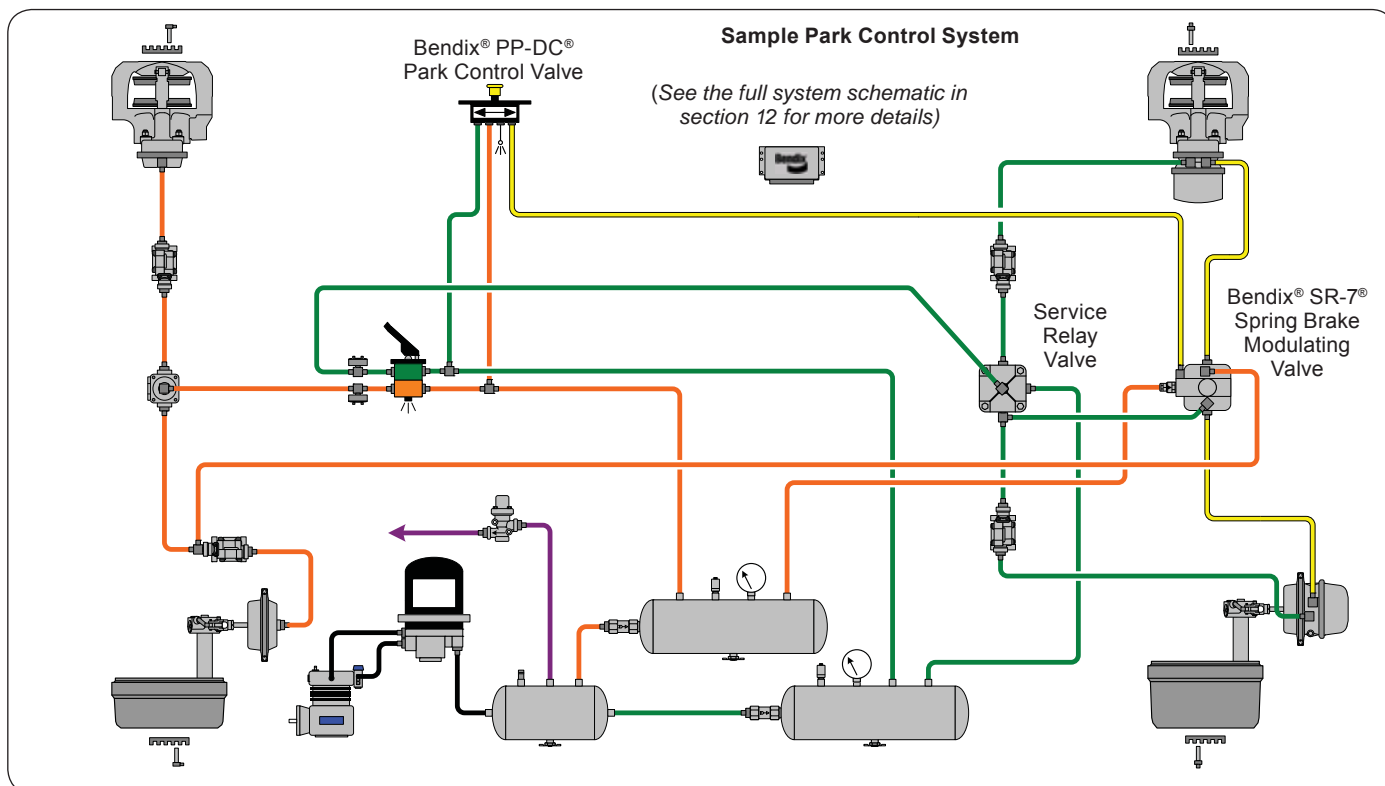 Sample Park Control System
Bendix® PP-DC®
Park Control Valve
(See the full system schematic in
section 12 for more details)
Bendix
Service
Relay
Valve
Bendix® SR-7®
Spring Brake
Modulating
Valve